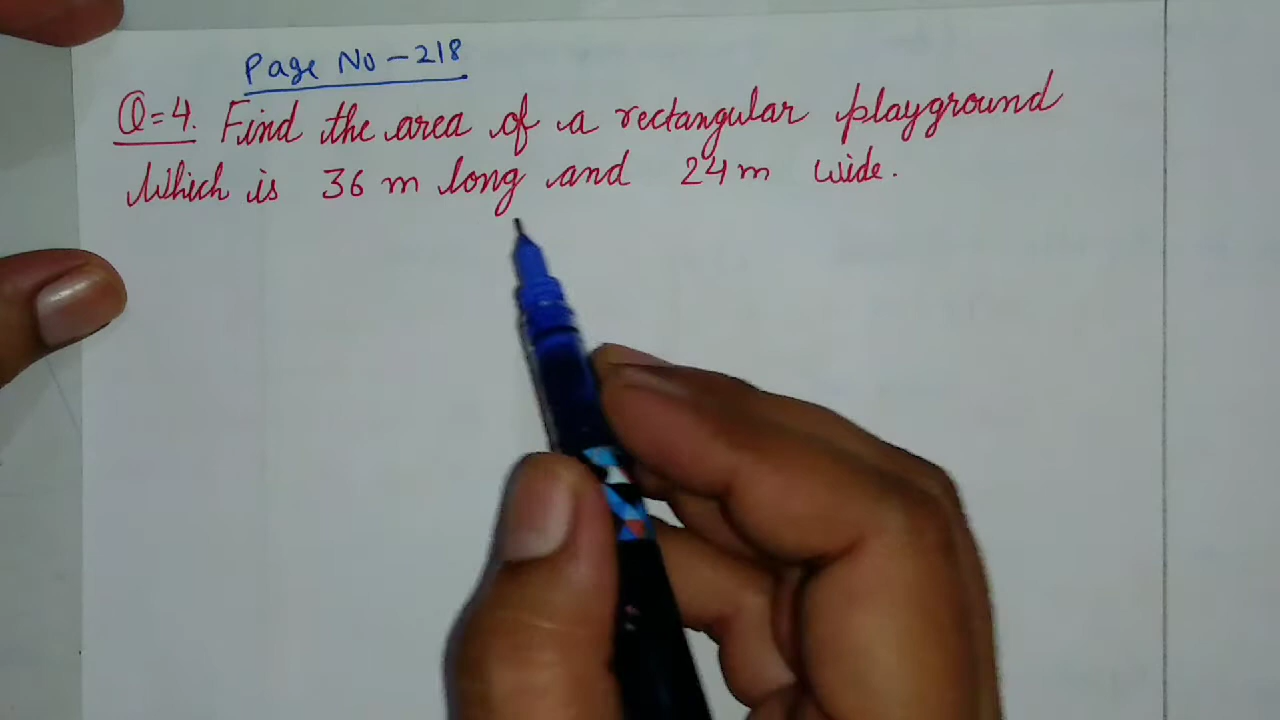 Page No - 218
Q=4. Find the area of a rectangular playground
Which is 36 m long and 24 m wide.